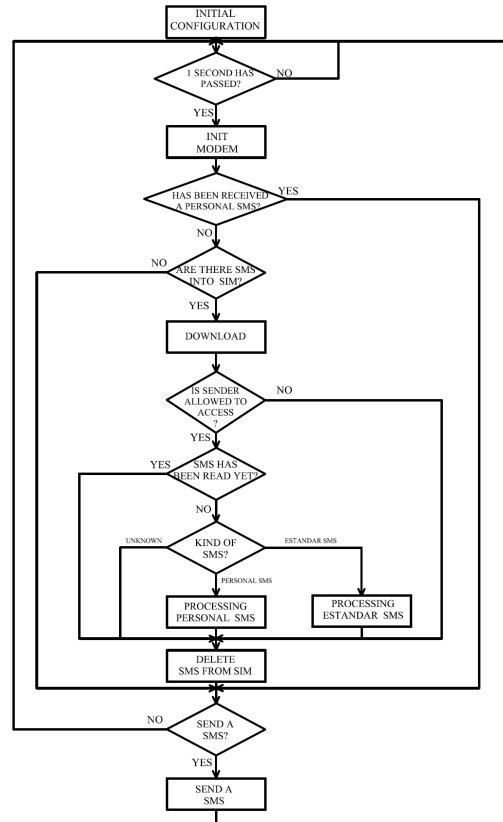 INITIAL
CONFIGURATION
1 SECOND HAS
PASSED?
NO
YES
INIT
MODEM
HAS BEEN RECEIVED
A PERSONAL SMS?
YES
NO
NO
ARE THERE SMS
INTO SIM?
YES
DOWNLOAD
IS SENDER
ALLOWED TO
ACCESS
?
NO
YES
YES
SMS HAS
BEEN READ YET?
NO
UNKNOWN
KIND OF
SMS?
ESTANDAR SMS
PERSONAL SMS
PROCESSING
PERSONAL SMS
PROCESSING
ESTANDAR SMS
DELETE
SMS FROM SIM
NO
SEND A
SMS?
YES
SEND A
SMS